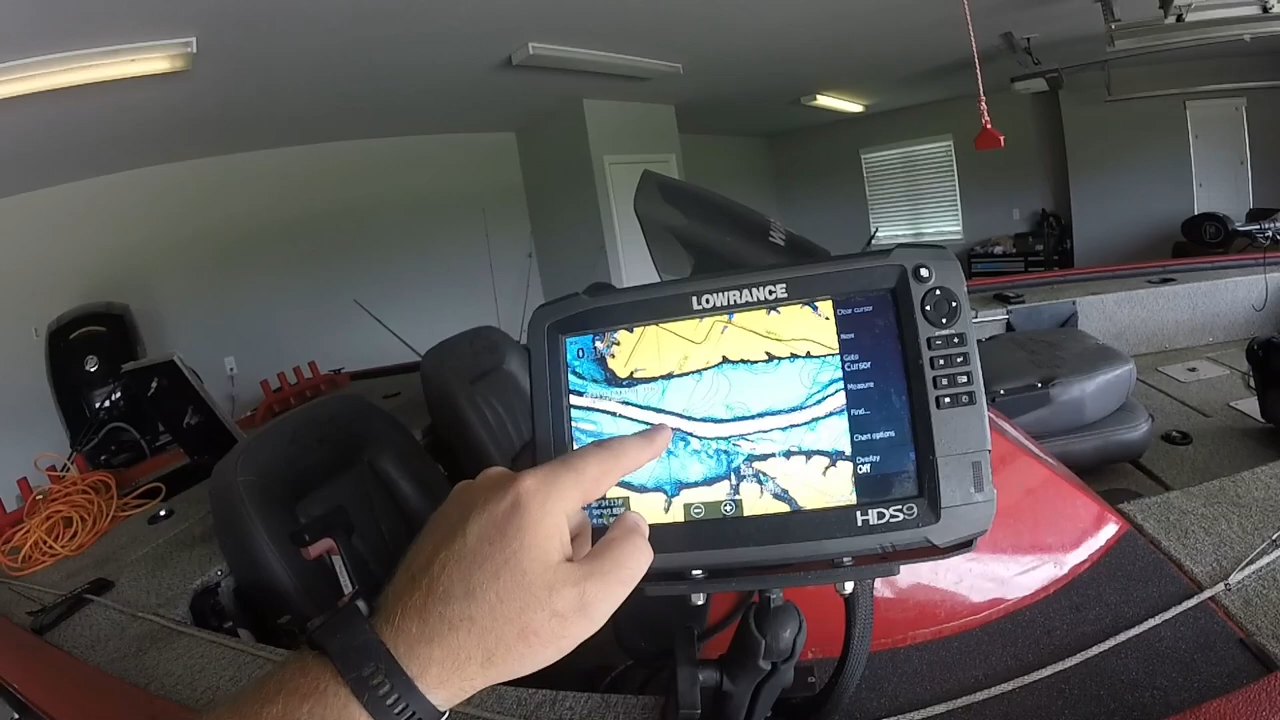 LOWRANCE
Clear cursor
New
Goto
Cursor
Measure
Find...
Chart options
Overlay
Off
HDS9